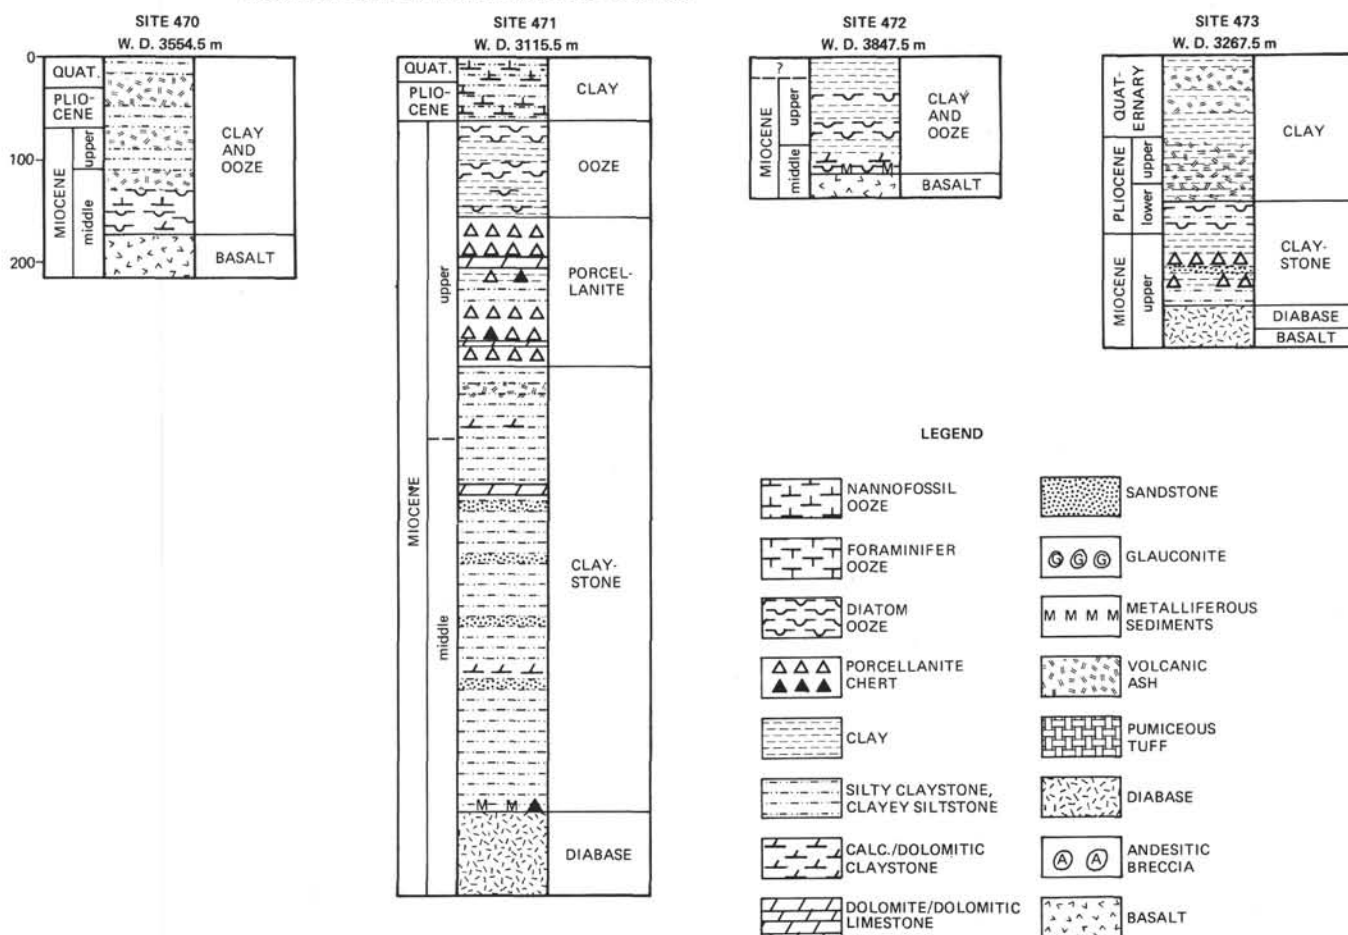 SITE 470
W. D. 3554.5 m
0
100
200
QUAT.
PLIO-
CENE
MIOCENE
upper
middle
CLAY
AND
OOZE
BASALT
SITE 471
W. D. 3115.5 m
QUAT.
PLIO-
CENE
MIOCENE
upper
middle
CLAY
OOZE
PORCEL-
LANITE
CLAY-
STONE
M M
DIABASE
SITE 472
W. D. 3847.5 m
?
MIOCENE
upper
middle
M M
CLAY
AND
OOZE
BASALT
SITE 473
W. D. 3267.5 m
QUAT-
ERNARY
PLIOCENE
upper
lower
MIOCENE
upper
CLAY
CLAY-
STONE
DIABASE
BASALT
LEGEND
NANNOFOSSIL
OOZE
FORAMINIFER
OOZE
DIATOM
OOZE
PORCELLANITE
CHERT
CLAY
SILTY CLAYSTONE,
CLAYEY SILTSTONE
CALC./DOLOMITIC
CLAYSTONE
DOLOMITE/DOLOMITIC
LIMESTONE
SANDSTONE
G G G
GLAUCONITE
M M M M
METALLIFEROUS
SEDIMENTS
VOLCANIC
ASH
PUMICEOUS
TUFF
DIABASE
A A
ANDESITIC
BRECCIA
BASALT